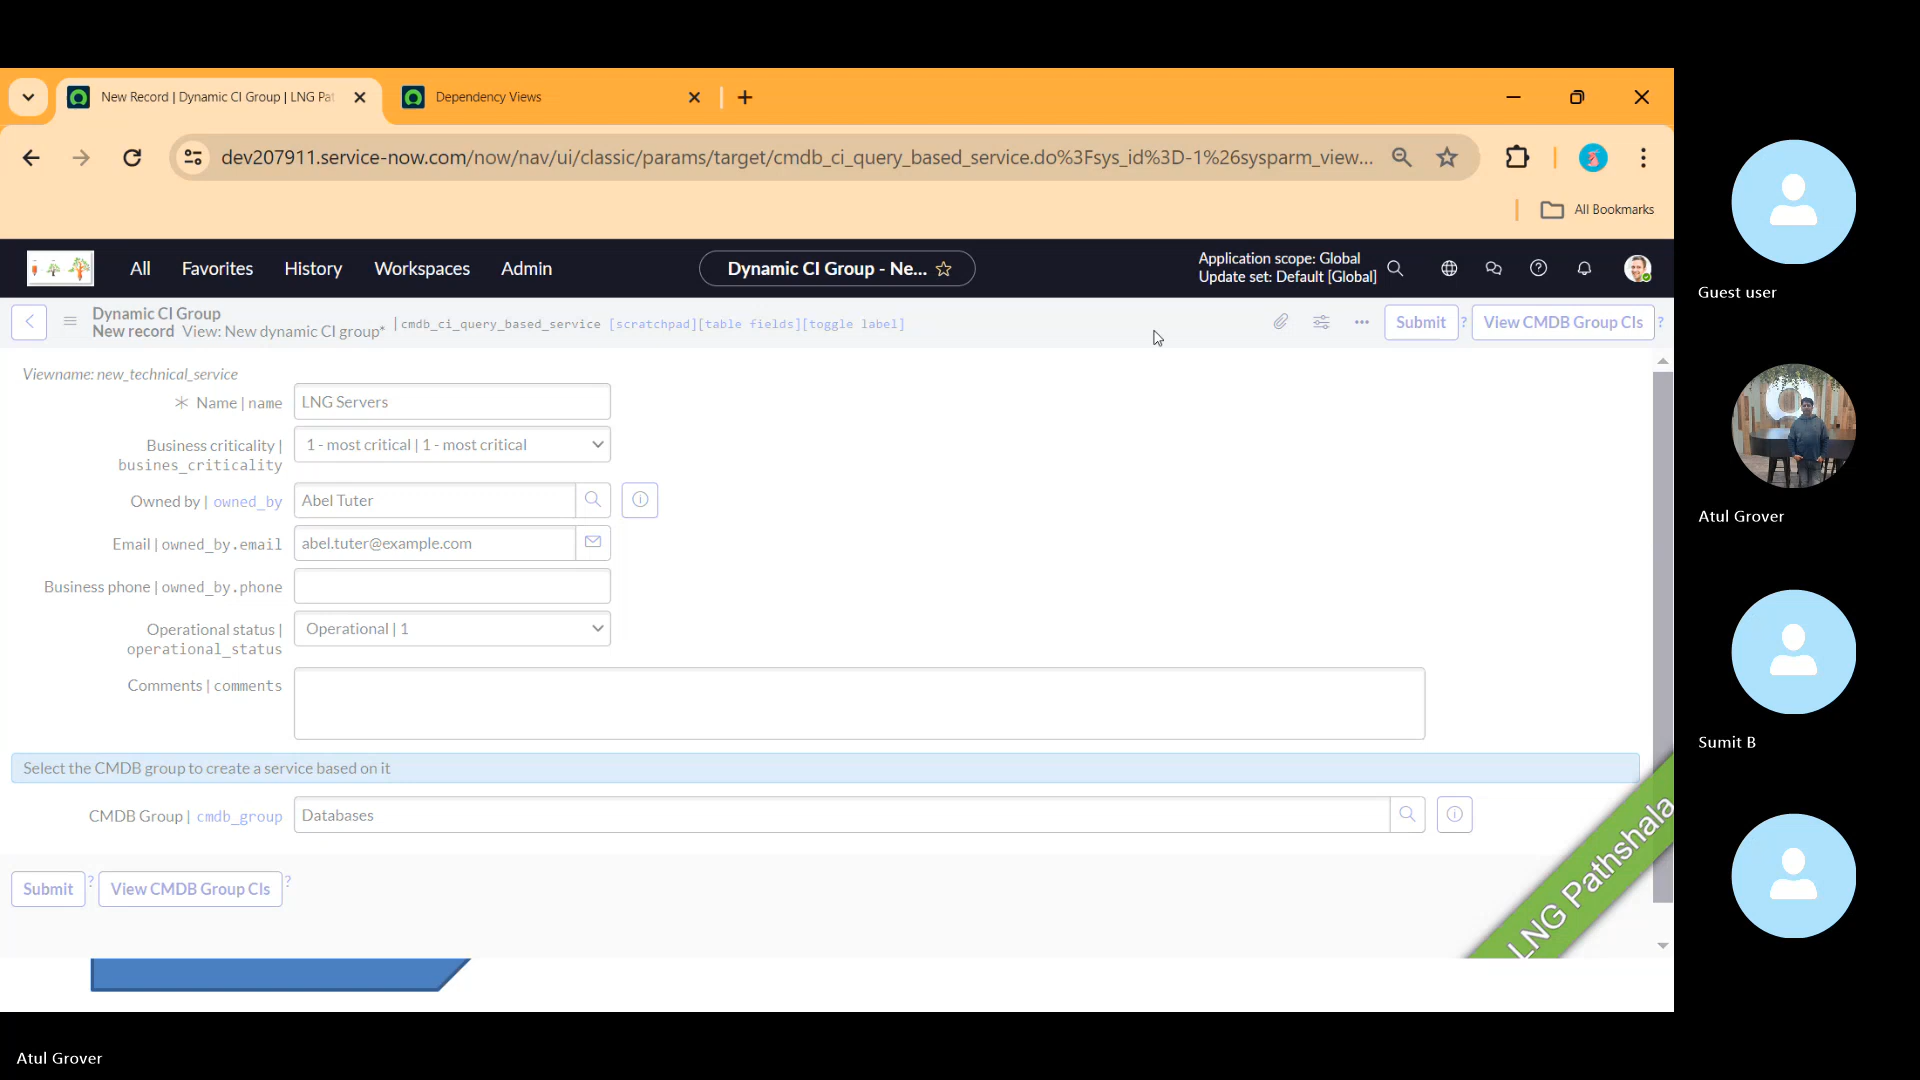 New Record | Dynamic CI Group | LNG Pat
Dependency Views
dev207911.service-now.com/now/nav/ui/classic/params/target/cmdb_ci_query_based_service.do%3Fsys_id%3D-1%26sysparm_view...
All Bookmarks
All Favorites History Workspaces Admin
Dynamic CI Group - Ne...
Application scope: Global
Update set: Default [Global]
Dynamic CI Group
New record View: New dynamic CI group*
|cmdb_ci_query_based_service [scratchpad][table fields][toggle label]
Submit ? View CMDB Group CIs ?
Viewname: new_technical_service
Name | name LNG Servers
Business criticality | busines_criticality 1 - most critical | 1 - most critical
Owned by | owned_by Abel Tuter
Email | owned_by.email abel.tuter@example.com
Business phone | owned_by.phone
Operational status | operational_status Operational | 1
Comments | comments
Select the CMDB group to create a service based on it
CMDB Group | cmdb_group Databases
Submit ? View CMDB Group CIs ?
LNG Pathshala
Guest user
Atul Grover
Sumit B
Atul Grover